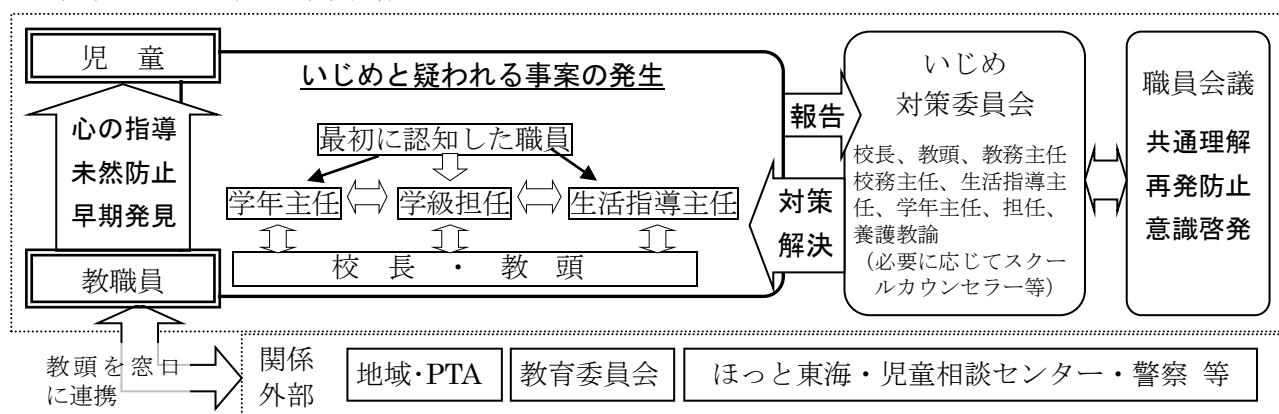 児 童
いじめと疑われる事案の発生
心の指導
未然防止
早期発見
最初に認知した職員
学年主任
学級担任
生活指導主任
校 長 ・ 教 頭
教職員
報告
対策
解決
いじめ
対策委員会
校長、教頭、教務主任
校務主任、生活指導主
任、学年主任、担任、
養護教諭
（必要に応じてスクー
ルカウンセラー等）
職員会議
共通理解
再発防止
意識啓発
教頭を窓口
に連携
関係
外部
地域・PTA
教育委員会
ほっと東海・児童相談センター・警察 等